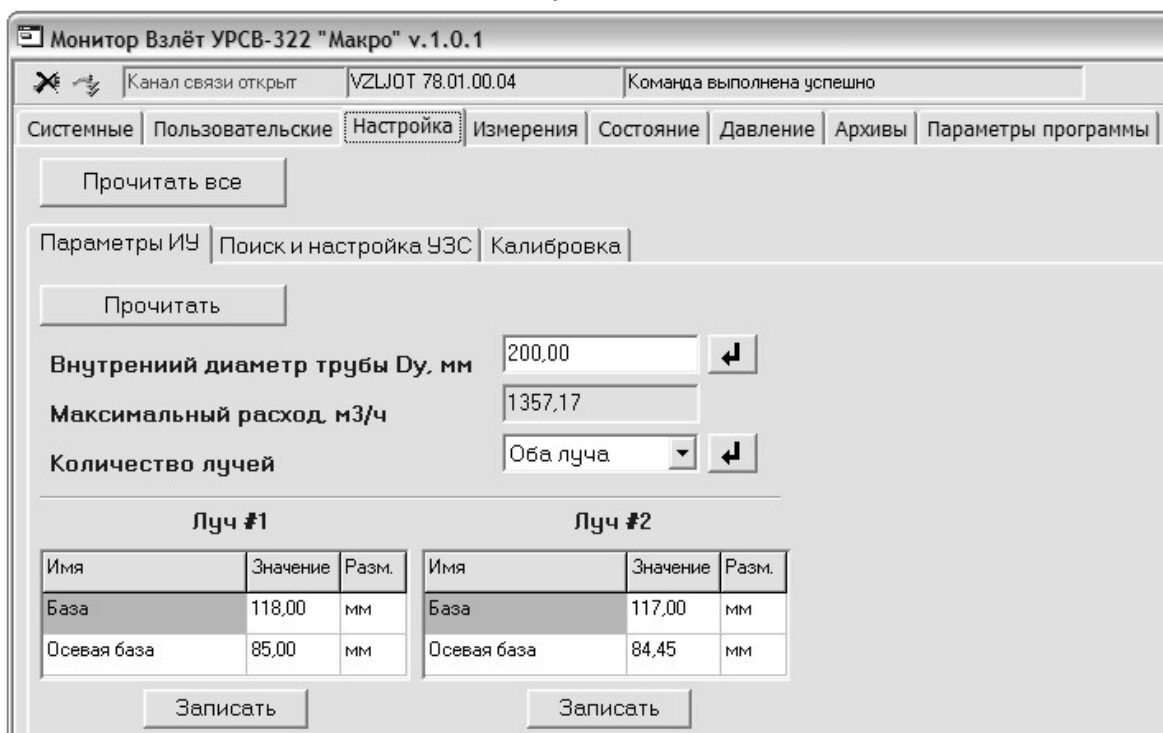 Монитор Взлёт УРСВ-322 "Макро" v.1.0.1
Канал связи открыт VZLJOT 78.01.00.04 Команда выполнена успешно
Системные Пользовательские Настройка Измерения Состояние Давление Архивы Параметры программы
Прочитать все
Параметры ИУ Поиск и настройка УЗС Калибровка
Прочитать
Внутрениий диаметр трубы Dу, мм 200,00
Максимальный расход, м3/ч 1357,17
Количество лучей Оба луча
Луч #1 Луч #2
Имя Значение Разм. Имя Значение Разм.
База 118,00 мм База 117,00 мм
Осевая база 85,00 мм Осевая база 84,45 мм
Записать Записать